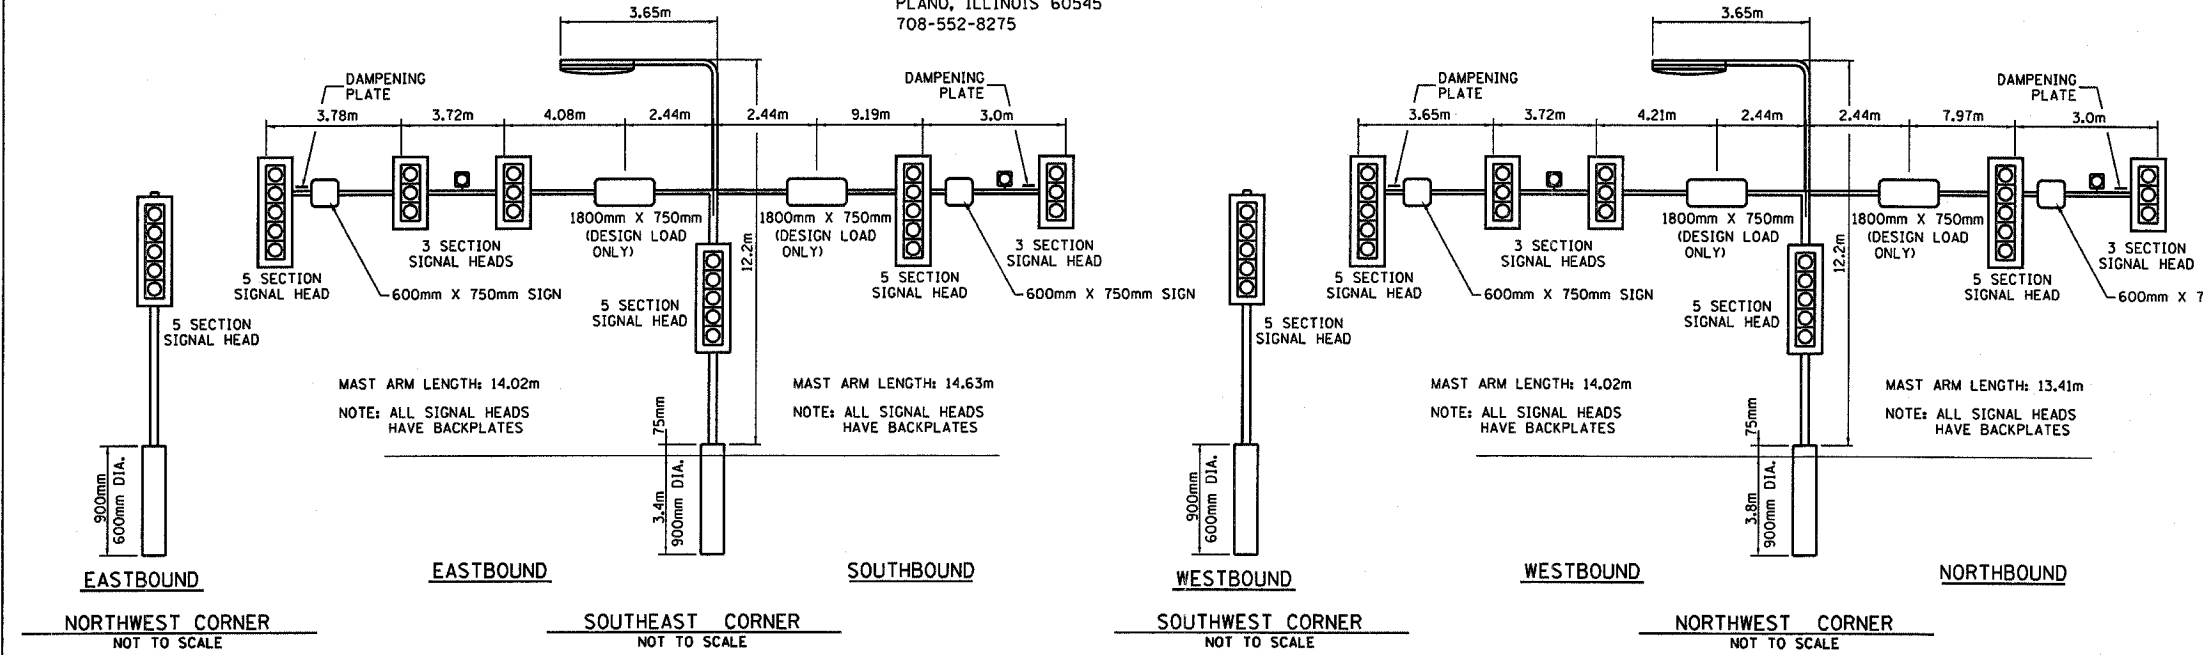 PLANO, ILLINOIS 60545
708-552-8275
3.65m
DAMPENING
PLATE
3.78m
3.72m
4.08m
2.44m
2.44m
9.19m
3.0m
DAMPENING
PLATE
12.2m
1800mm X 750mm
(DESIGN LOAD
ONLY)
1800mm X 750mm
(DESIGN LOAD
ONLY)
3 SECTION
SIGNAL HEADS
5 SECTION
SIGNAL HEAD
600mm X 750mm SIGN
5 SECTION
SIGNAL HEAD
5 SECTION
SIGNAL HEAD
3 SECTION
SIGNAL HEAD
600mm X 750mm SIGN
5 SECTION
SIGNAL HEAD
MAST ARM LENGTH: 14.02m
NOTE: ALL SIGNAL HEADS
HAVE BACKPLATES
MAST ARM LENGTH: 14.63m
NOTE: ALL SIGNAL HEADS
HAVE BACKPLATES
75mm
3.4m
900mm DIA.
900mm
600mm DIA.
EASTBOUND
EASTBOUND
SOUTHBOUND
NORTHWEST CORNER
NOT TO SCALE
SOUTHEAST CORNER
NOT TO SCALE
3.65m
DAMPENING
PLATE
3.65m
3.72m
4.21m
2.44m
2.44m
7.97m
3.0m
DAMPENING
PLATE
12.2m
1800mm X 750mm
(DESIGN LOAD
ONLY)
1800mm X 750mm
(DESIGN LOAD
ONLY)
3 SECTION
SIGNAL HEADS
5 SECTION
SIGNAL HEAD
600mm X 750mm SIGN
5 SECTION
SIGNAL HEAD
5 SECTION
SIGNAL HEAD
3 SECTION
SIGNAL HEAD
600mm X 7
5 SECTION
SIGNAL HEAD
MAST ARM LENGTH: 14.02m
NOTE: ALL SIGNAL HEADS
HAVE BACKPLATES
MAST ARM LENGTH: 13.41m
NOTE: ALL SIGNAL HEADS
HAVE BACKPLATES
75mm
3.8m
900mm DIA.
900mm
600mm DIA.
WESTBOUND
WESTBOUND
NORTHBOUND
SOUTHWEST CORNER
NOT TO SCALE
NORTHWEST CORNER
NOT TO SCALE